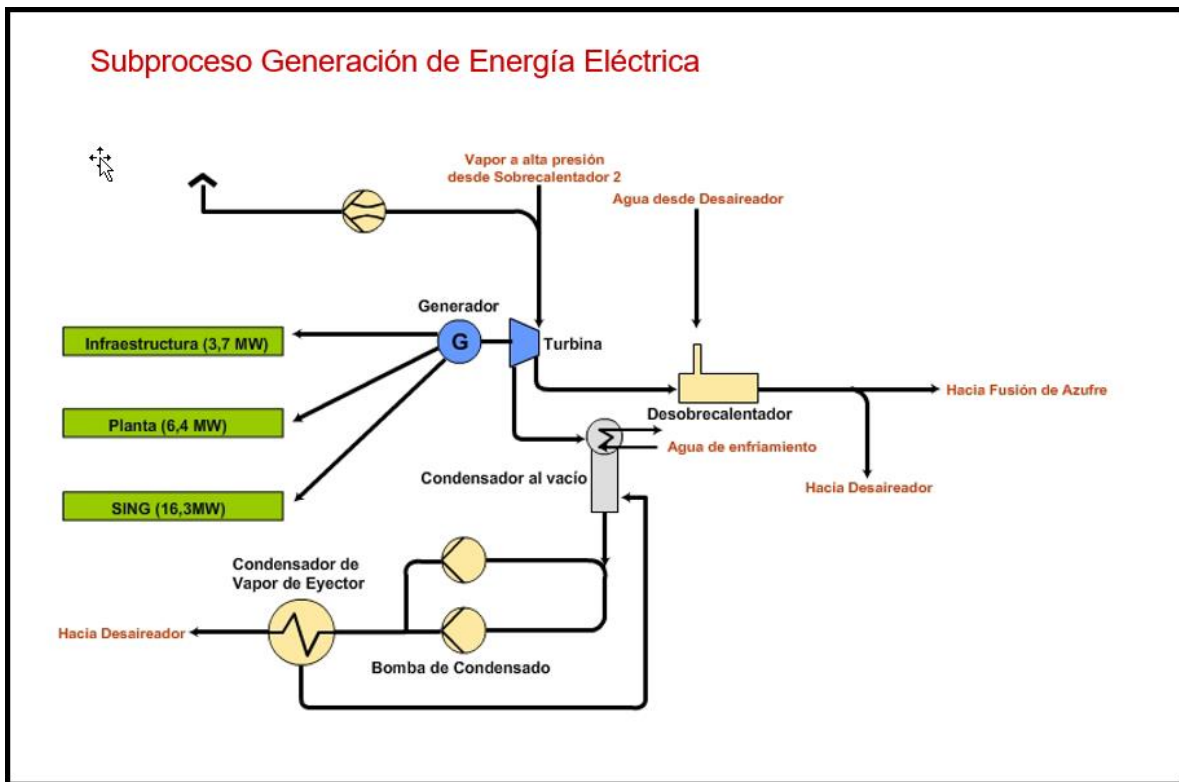 Subproceso Generación de Energía Eléctrica
Vapor a alta presión
desde Sobrecalentador 2
Agua desde Desaireador
Generador
G
Turbina
Infraestructura (3,7 MW)
Planta (6,4 MW)
SING (16,3MW)
Desobrecalentador
Hacia Fusión de Azufre
Agua de enfriamiento
Condensador al vacío
Hacia Desaireador
Condensador de
Vapor de Eyector
Hacia Desaireador
Bomba de Condensado